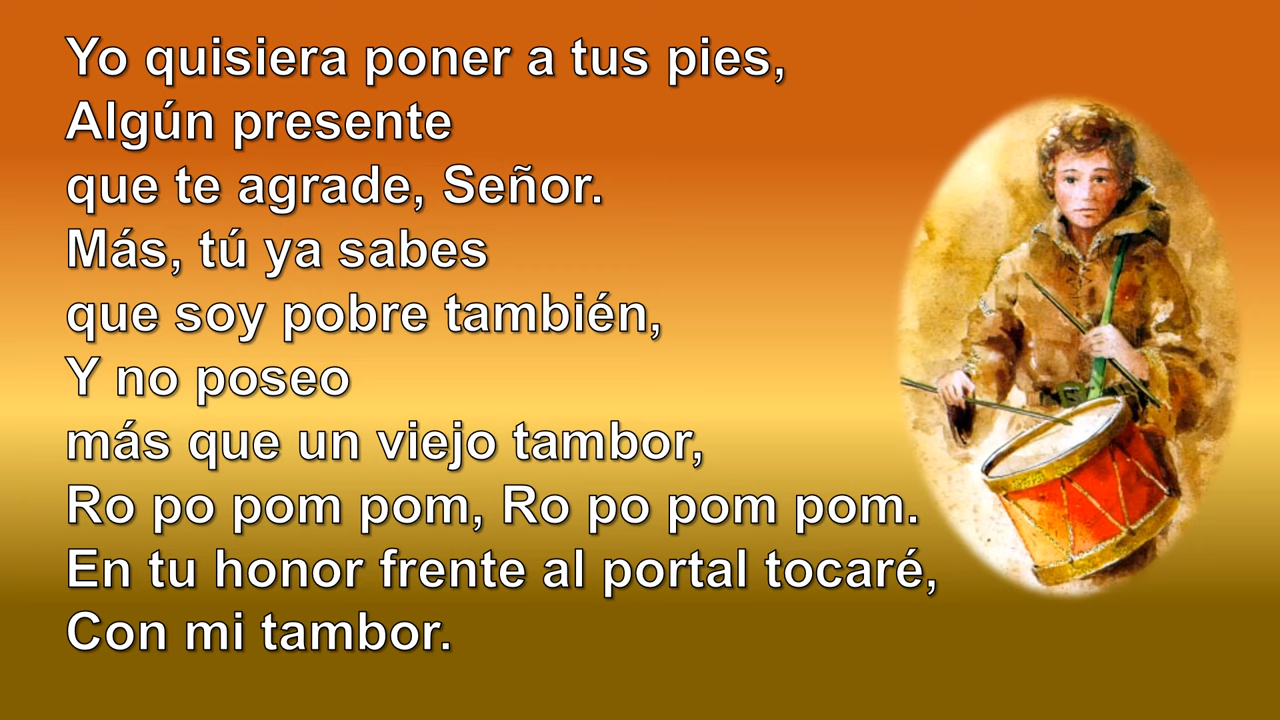 Yo quisiera poner a tus pies,
Algún presente
que te agrade, Señor.
Más, tú ya sabes
que soy pobre también,
Y no poseo
más que un viejo tambor,
Ro po pom pom, Ro po pom pom.
En tu honor frente al portal tocaré,
Con mi tambor.